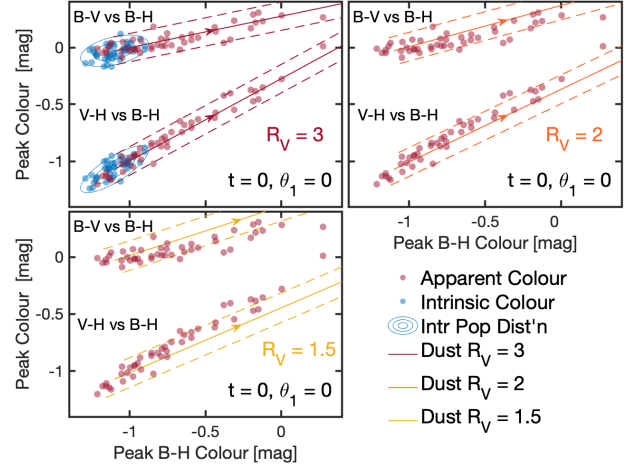 B-V vs B-H
V-H vs B-H
R_V = 3
t = 0, θ_1 = 0
Peak Colour [mag]
0
-0.5
-1
B-V vs B-H
V-H vs B-H
R_V = 2
t = 0, θ_1 = 0
-1
-0.5
0
Peak B-H Colour [mag]
B-V vs B-H
V-H vs B-H
R_V = 1.5
t = 0, θ_1 = 0
Peak Colour [mag]
0
-0.5
-1
-1
-0.5
0
Peak B-H Colour [mag]
Apparent Colour
Intrinsic Colour
Intr Pop Dist'n
Dust R_V = 3
Dust R_V = 2
Dust R_V = 1.5